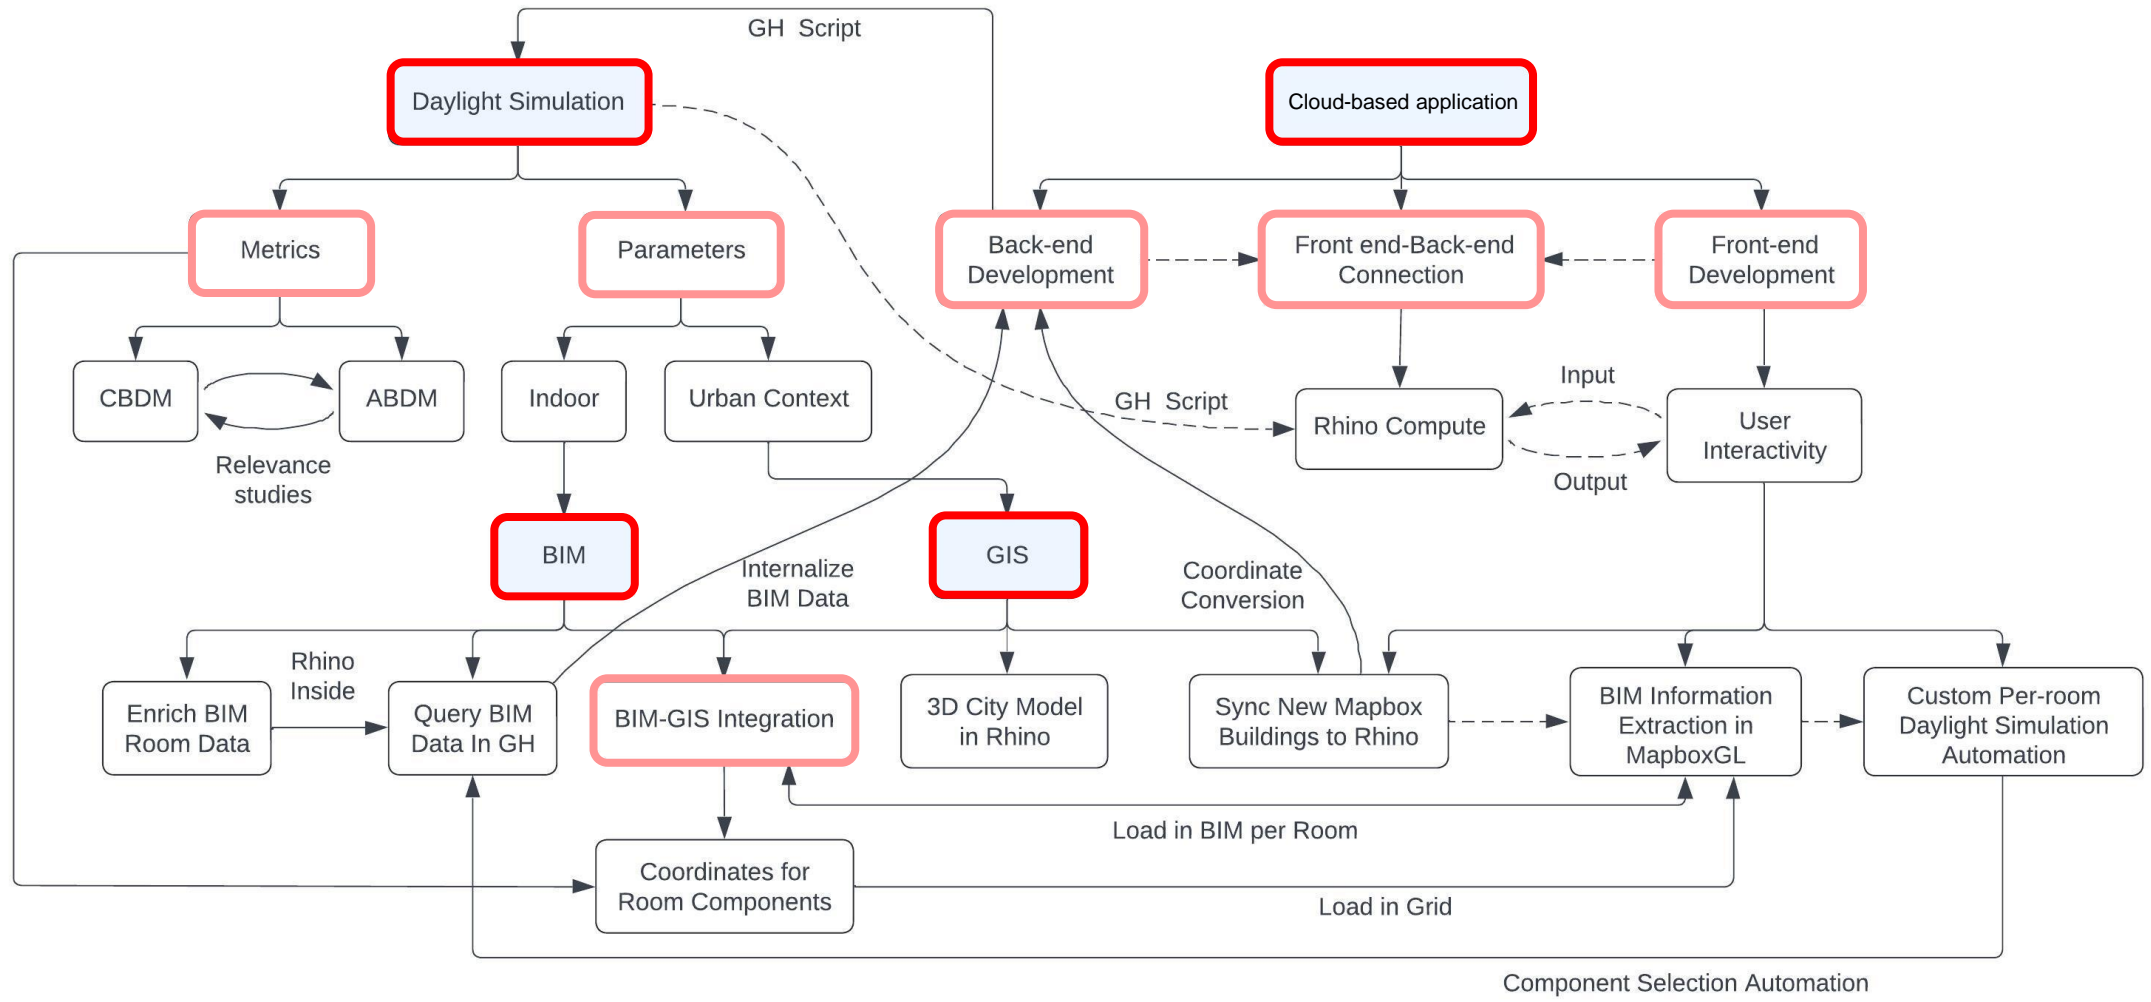 GH Script
Daylight Simulation
Cloud-based application
Metrics
Parameters
Back-end
Development
Front end-Back-end
Connection
Front-end
Development
CBDM
ABDM
Relevance
studies
Indoor
Urban Context
GH Script
Rhino Compute
Input
Output
User
Interactivity
BIM
GIS
Internalize
BIM Data
Coordinate
Conversion
Rhino
Inside
Enrich BIM
Room Data
Query BIM
Data In GH
BIM-GIS Integration
3D City Model
in Rhino
Sync New Mapbox
Buildings to Rhino
BIM Information
Extraction in
MapboxGL
Custom Per-room
Daylight Simulation
Automation
Load in BIM per Room
Coordinates for
Room Components
Load in Grid
Component Selection Automation